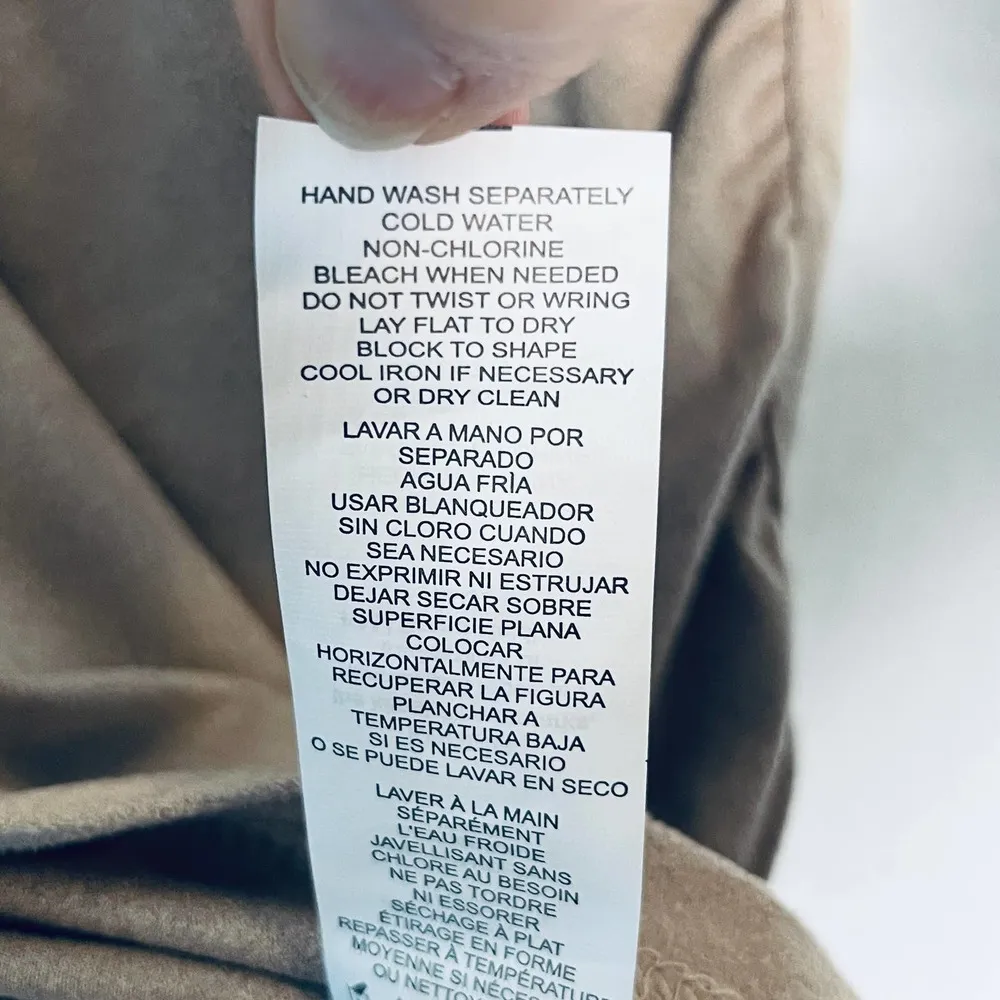 HAND WASH SEPARATELY
COLD WATER
NON-CHLORINE
BLEACH WHEN NEEDED
DO NOT TWIST OR WRING
LAY FLAT TO DRY
BLOCK TO SHAPE
COOL IRON IF NECESSARY
OR DRY CLEAN
LAVAR A MANO POR
SEPARADO
AGUA FRÌA
USAR BLANQUEADOR
SIN CLORO CUANDO
SEA NECESARIO
NO EXPRIMIR NI ESTRUJAR
DEJAR SECAR SOBRE
SUPERFICIE PLANA
COLOCAR
HORIZONTALMENTE PARA
RECUPERAR LA FIGURA
PLANCHAR A
TEMPERATURA BAJA
SI ES NECESARIO
O SE PUEDE LAVAR EN SECO
LAVER À LA MAIN
SÉPARÉMENT
L'EAU FROIDE
JAVELLISANT SANS
CHLORE AU BESOIN
NE PAS TORDRE
NI ESSORER
SÉCHAGE À PLAT
ÉTIRAGE EN FORME
REPASSER À TEMPÉRATURE
MOYENNE SI
OU